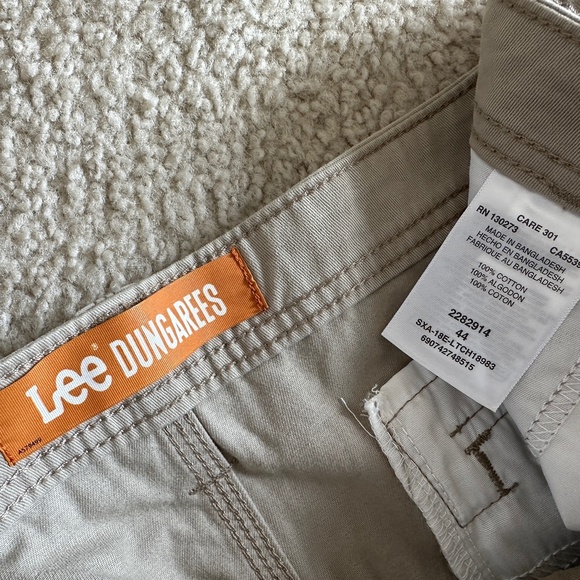 Lee DUNGAREES
RN 130273
CARE 301
MADE IN BANGLADESH
HECHO EN BANGLADESH
FABRIQUE AU BANGLADESH
100% COTTON
100% ALGODON
100% COTON
2282914
44
SXA-18E-LTCH18983
690742748515